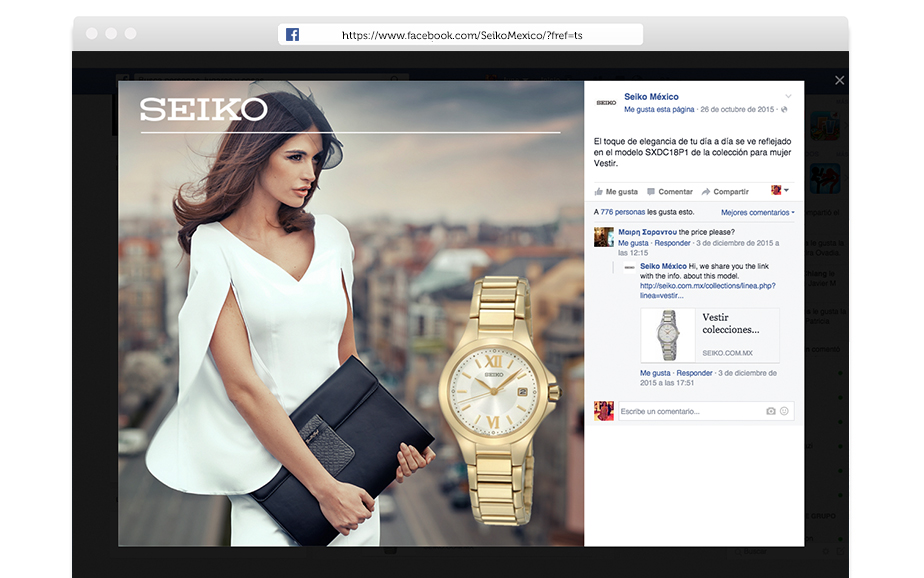 https://www.facebook.com/SeikoMexico/?fref=ts
SEIKO
XII
SEIKO
VI
SEIKO
Seiko México
Me gusta esta página · 26 de octubre de 2015 ·
El toque de elegancia de tu día a día se ve reflejado
en el modelo SXDC18P1 de la colección para mujer
Vestir.
Me gusta Comentar Compartir
A 776 personas les gusta esto. Mejores comentarios
Μαιρη Σαραντου the price please?
Me gusta · Responder · 3 de diciembre de 2015 a
las 12:15
Seiko México Hi, we share you the link
with the info. about this model.
http://seiko.com.mx/collections/linea.php?
linea=vestir...
Vestir
colecciones...
SEIKO.COM.MX
Me gusta · Responder · 3 de diciembre de
2015 a las 17:51
Escribe un comentario...